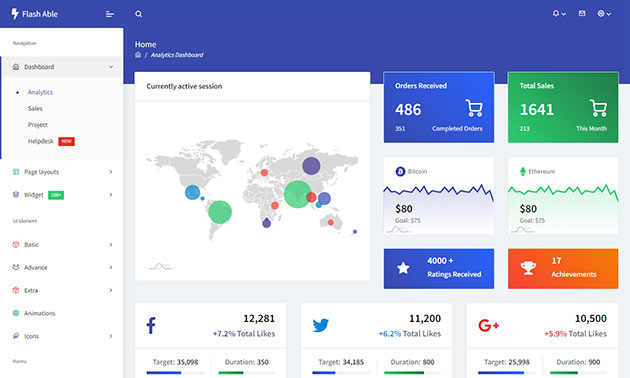 Flash Able
Navigation
Dashboard
Analytics
Sales
Project
Helpdesk NEW
Page layouts
Widget 100+
UI Element
Basic
Advance
Extra
Animations
Icons
Forms
Home
/ Analytics Dashboard
Currently active session
Orders Received
486
351 Completed Orders
Total Sales
1641
213 This Month
Bitcoin
$80
Goal: $75
Ethereum
$80
Goal: $75
4000 +
Ratings Received
17
Achievements
12,281
+7.2% Total Likes
Target: 35,098 Duration: 350
11,200
+6.2% Total Likes
Target: 34,185 Duration: 800
G+ 10,500
+5.9% Total Likes
Target: 25,998 Duration: 900